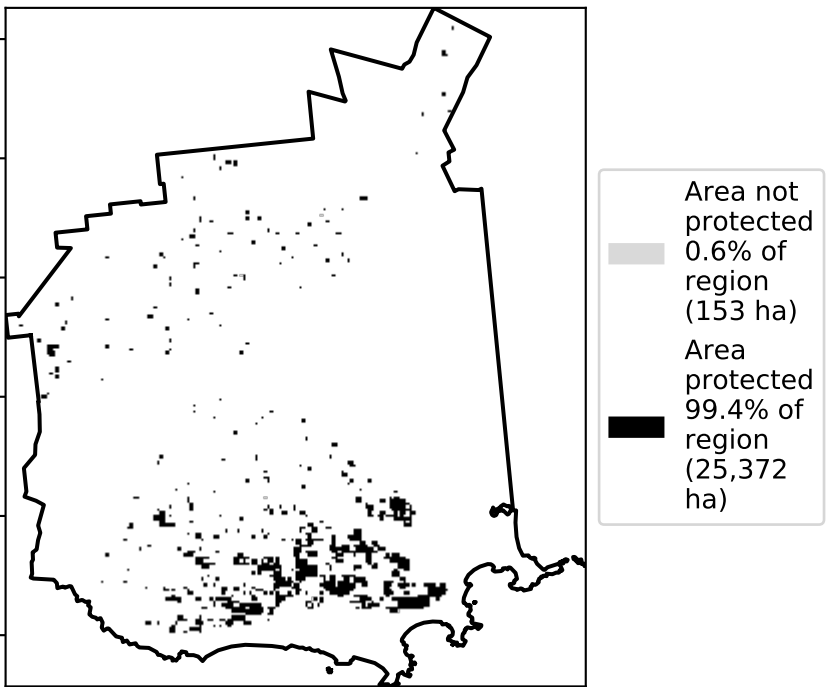 Area not
protected
0.6% of
region
(153 ha)
Area
protected
99.4% of
region
(25,372
ha)